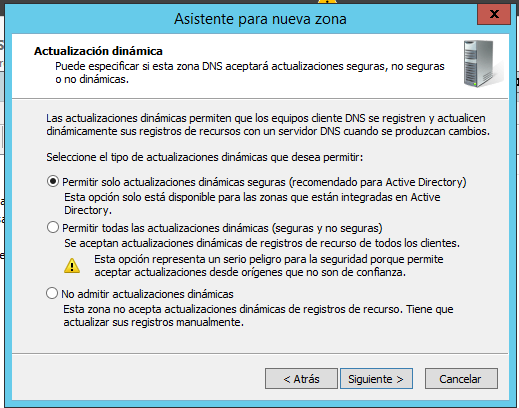 Asistente para nueva zona
x
Actualización dinámica
Puede especificar si esta zona DNS aceptará actualizaciones seguras, no seguras
o no dinámicas.
Las actualizaciones dinámicas permiten que los equipos cliente DNS se registren y actualicen
dinámicamente sus registros de recursos con un servidor DNS cuando se produzcan cambios.
Seleccione el tipo de actualizaciones dinámicas que desea permitir:
Permitir solo actualizaciones dinámicas seguras (recomendado para Active Directory)
Esta opción solo está disponible para las zonas que están integradas en Active
Directory.
Permitir todas las actualizaciones dinámicas (seguras y no seguras)
Se aceptan actualizaciones dinámicas de registros de recurso de todos los clientes.
Esta opción representa un serio peligro para la seguridad porque permite
aceptar actualizaciones desde orígenes que no son de confianza.
No admitir actualizaciones dinámicas
Esta zona no acepta actualizaciones dinámicas de registros de recurso. Tiene que
actualizar sus registros manualmente.
< Atrás
Siguiente >
Cancelar